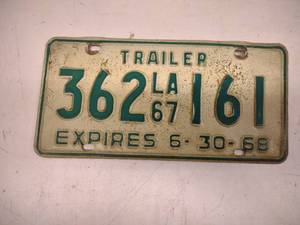 TRAILER
362 LA 67 161
EXPIRES 6-30-68